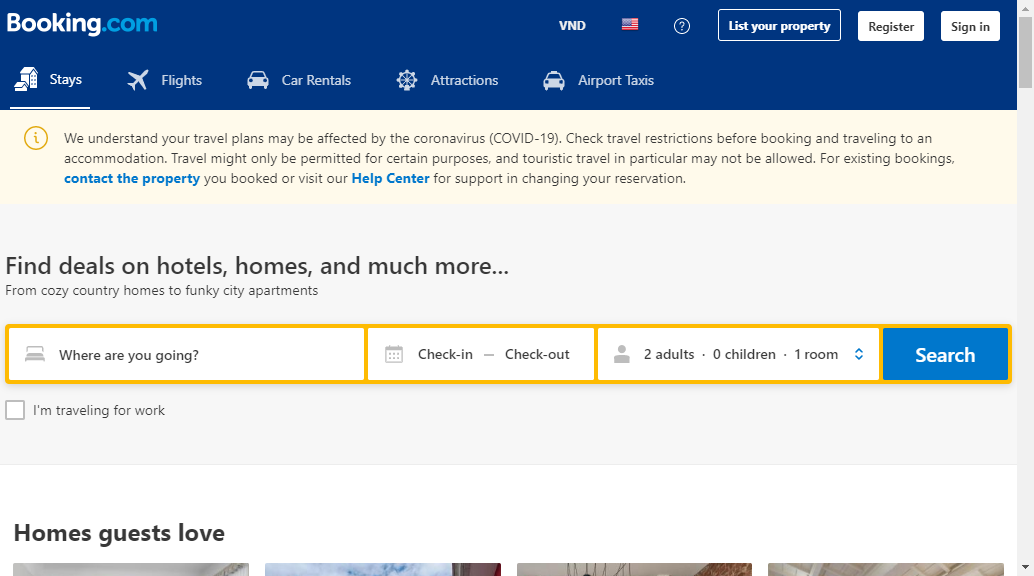 Booking.com
VND
List your property
Register
Sign in
Stays
Flights
Car Rentals
Attractions
Airport Taxis
We understand your travel plans may be affected by the coronavirus (COVID-19). Check travel restrictions before booking and traveling to an
accommodation. Travel might only be permitted for certain purposes, and touristic travel in particular may not be allowed. For existing bookings,
contact the property you booked or visit our Help Center for support in changing your reservation.
Find deals on hotels, homes, and much more...
From cozy country homes to funky city apartments
Where are you going?
Check-in — Check-out
2 adults · 0 children · 1 room
Search
I'm traveling for work
Homes guests love